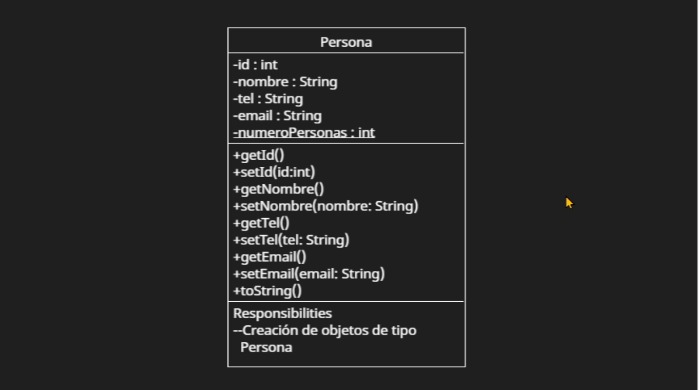 Persona
-id : int
-nombre : String
-tel : String
-email : String
-numeroPersonas : int
+getId()
+setId(id:int)
+getNombre()
+setNombre(nombre: String)
+getTel()
+setTel(tel: String)
+getEmail()
+setEmail(email: String)
+toString()
Responsibilities
--Creación de objetos de tipo
Persona